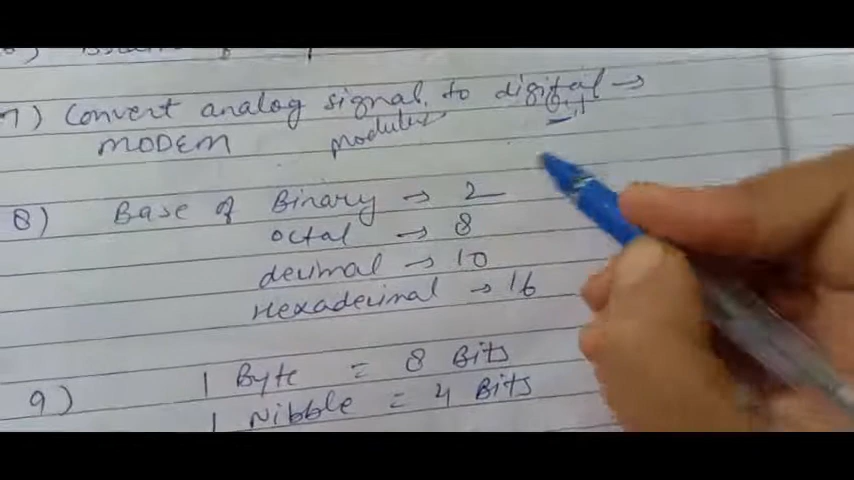 7) Convert analog signal to digital →
MODEM
8) Base of Binary → 2
octal → 8
decimal → 10
Hexadecimal → 16
9) 1 Byte = 8 Bits
1 Nibble = 4 Bits